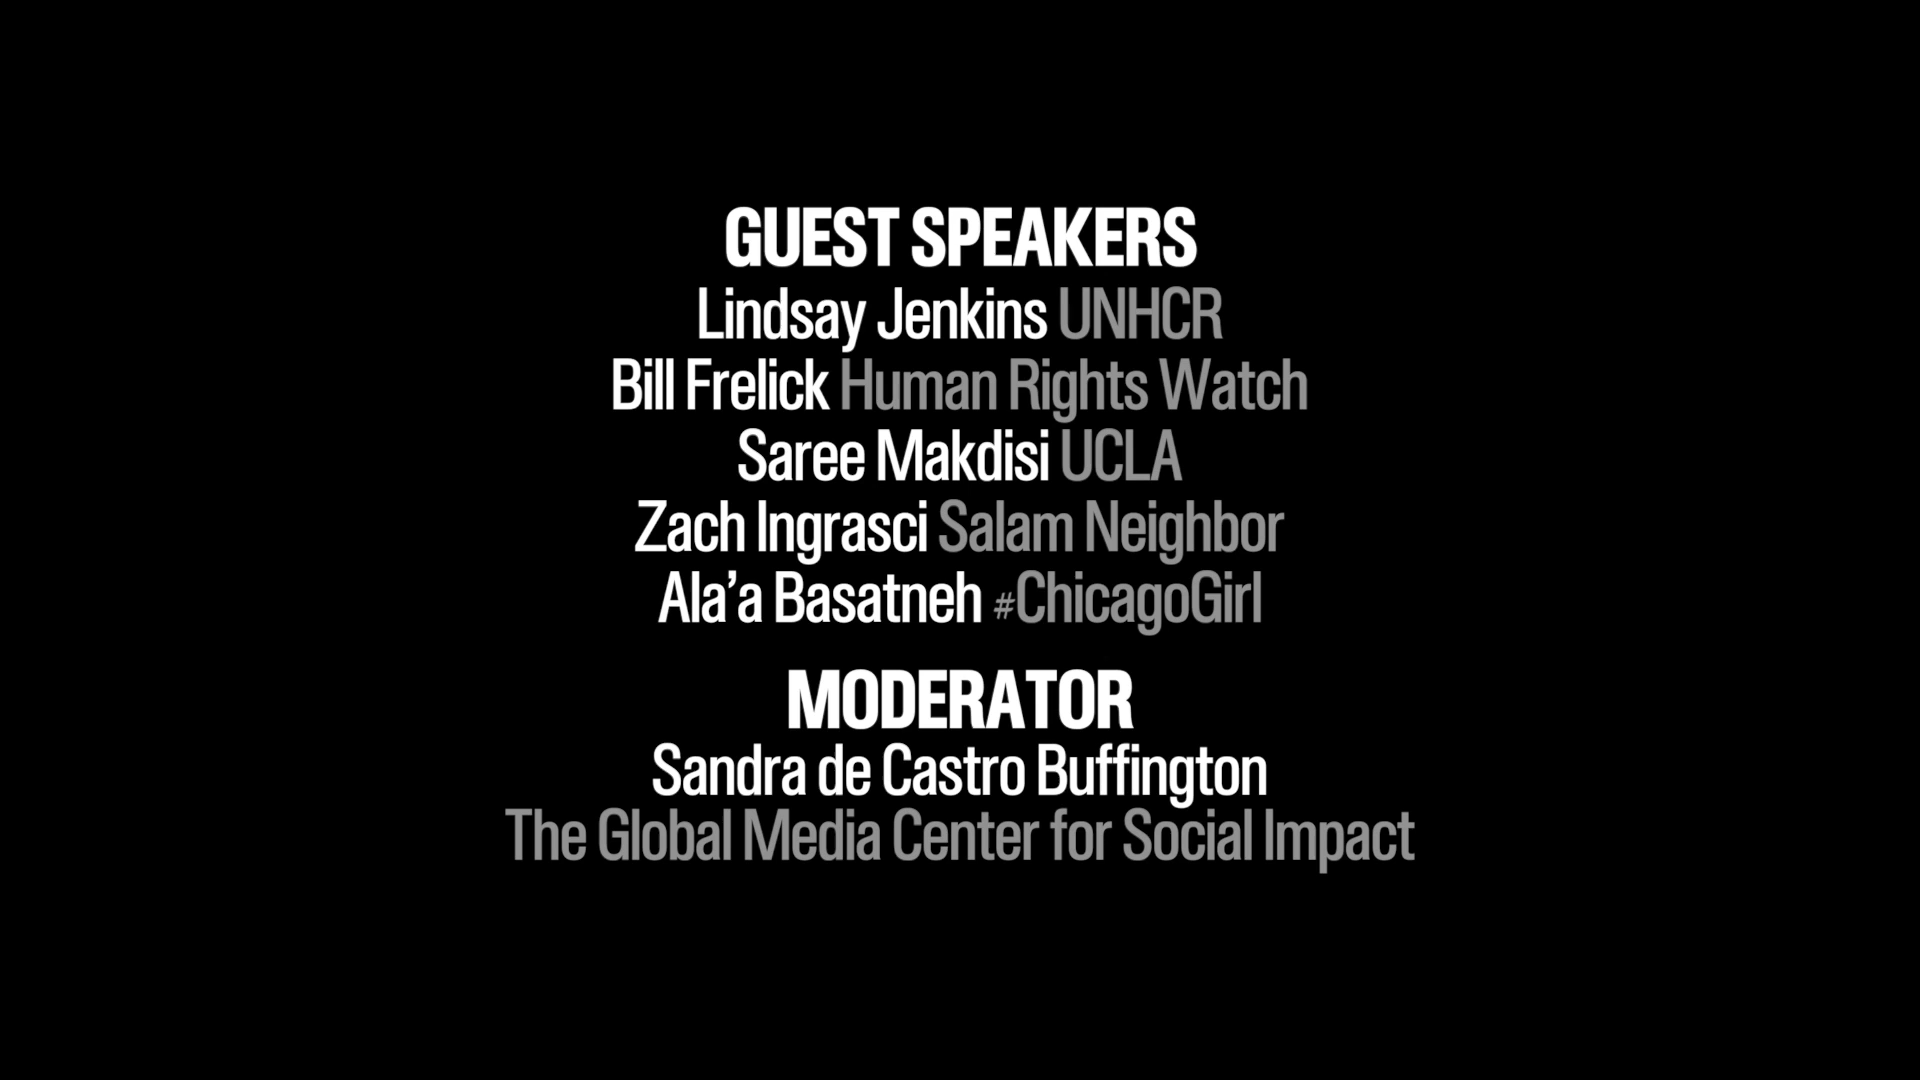 GUEST SPEAKERS
Lindsay Jenkins UNHCR
Bill Frelick Human Rights Watch
Saree Makdisi UCLA
Zach Ingrasci Salam Neighbor
Ala’a Basatneh #ChicagoGirl
MODERATOR
Sandra de Castro Buffington
The Global Media Center for Social Impact